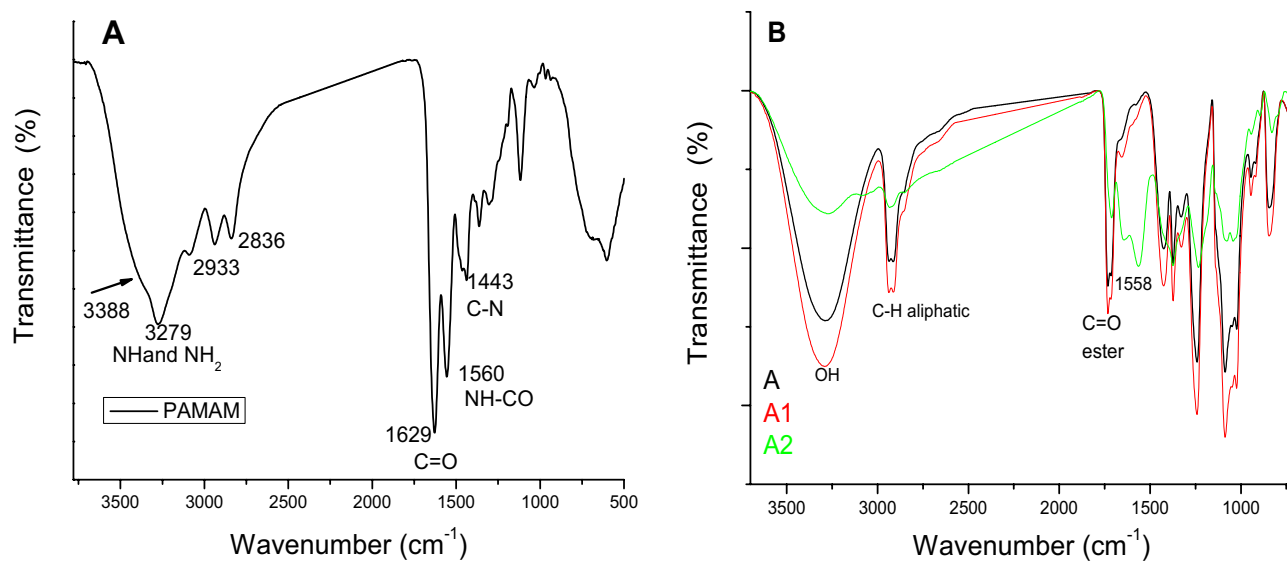 A
Transmittance (%)
2836
2933
3388
3279
NHand NH₂
1443
C-N
1560
NH-CO
PAMAM
1629
C=O
3500 3000 2500 2000 1500 1000 500
Wavenumber (cm⁻¹)
B
Transmittance (%)
1558
C-H aliphatic
C=O
ester
OH
A
A1
A2
3500 3000 2500 2000 1500 1000
Wavenumber (cm⁻¹)